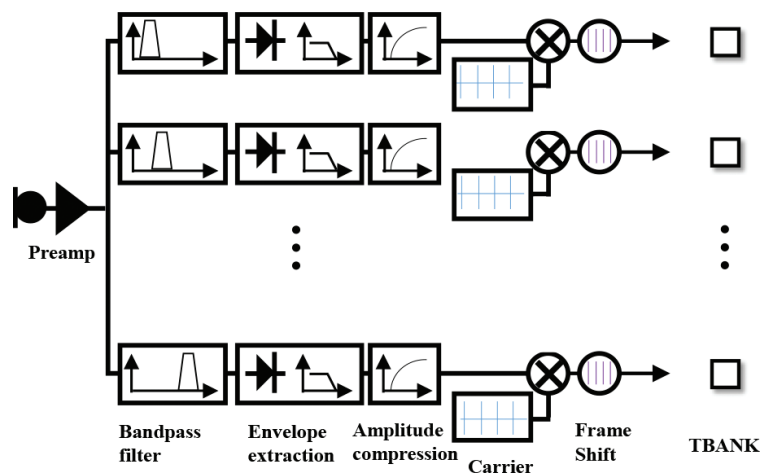 Preamp
Bandpass
filter
Envelope
extraction
Amplitude
compression
Carrier
Frame
Shift
TBANK